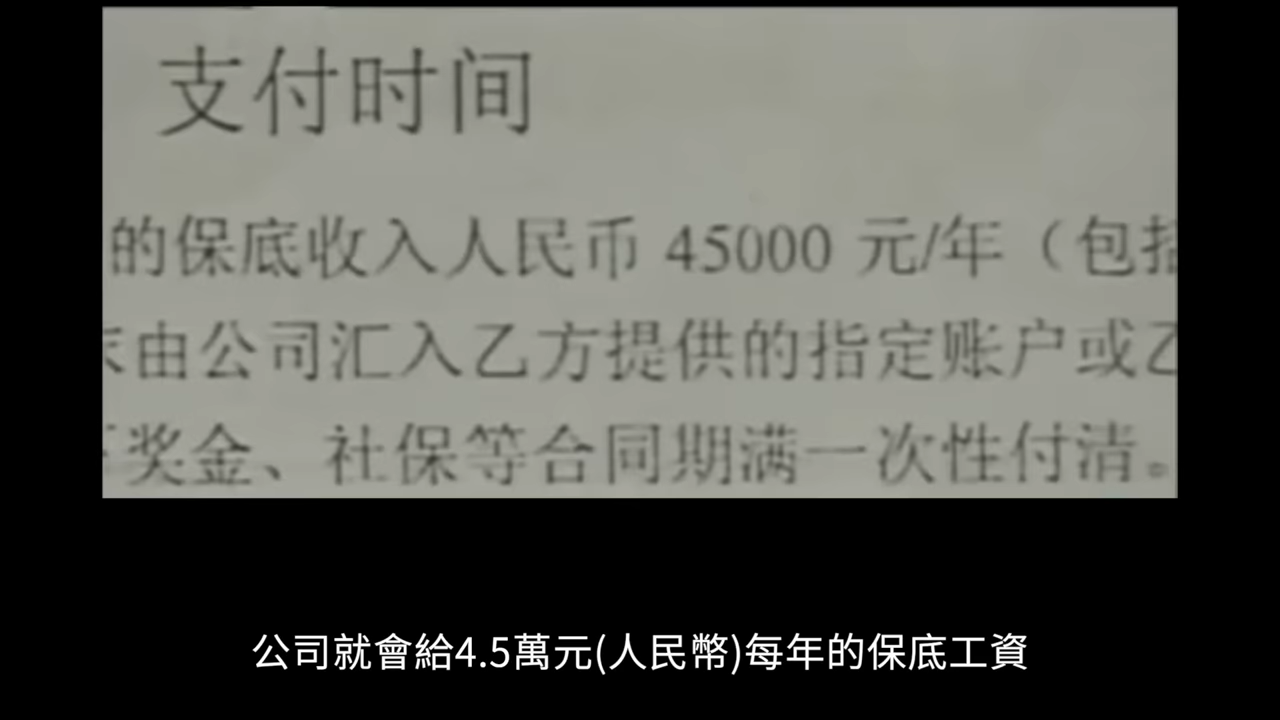 支付时间
的保底收入人民币 45000 元/年（包括
由公司汇入乙方提供的指定账户或乙
奖金、社保等合同期满一次性付清。
公司就會給4.5萬元(人民幣)每年的保底工資